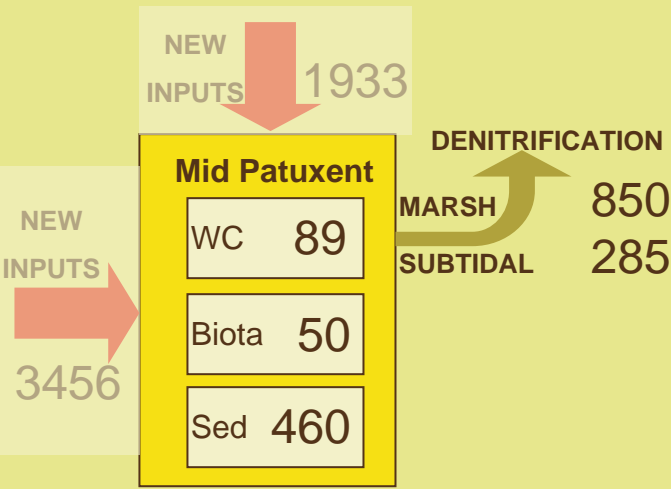 NEW
INPUTS
1933
DENITRIFICATION
Mid Patuxent
MARSH 850
SUBTIDAL 285
WC 89
NEW
INPUTS
3456
Biota 50
Sed 460